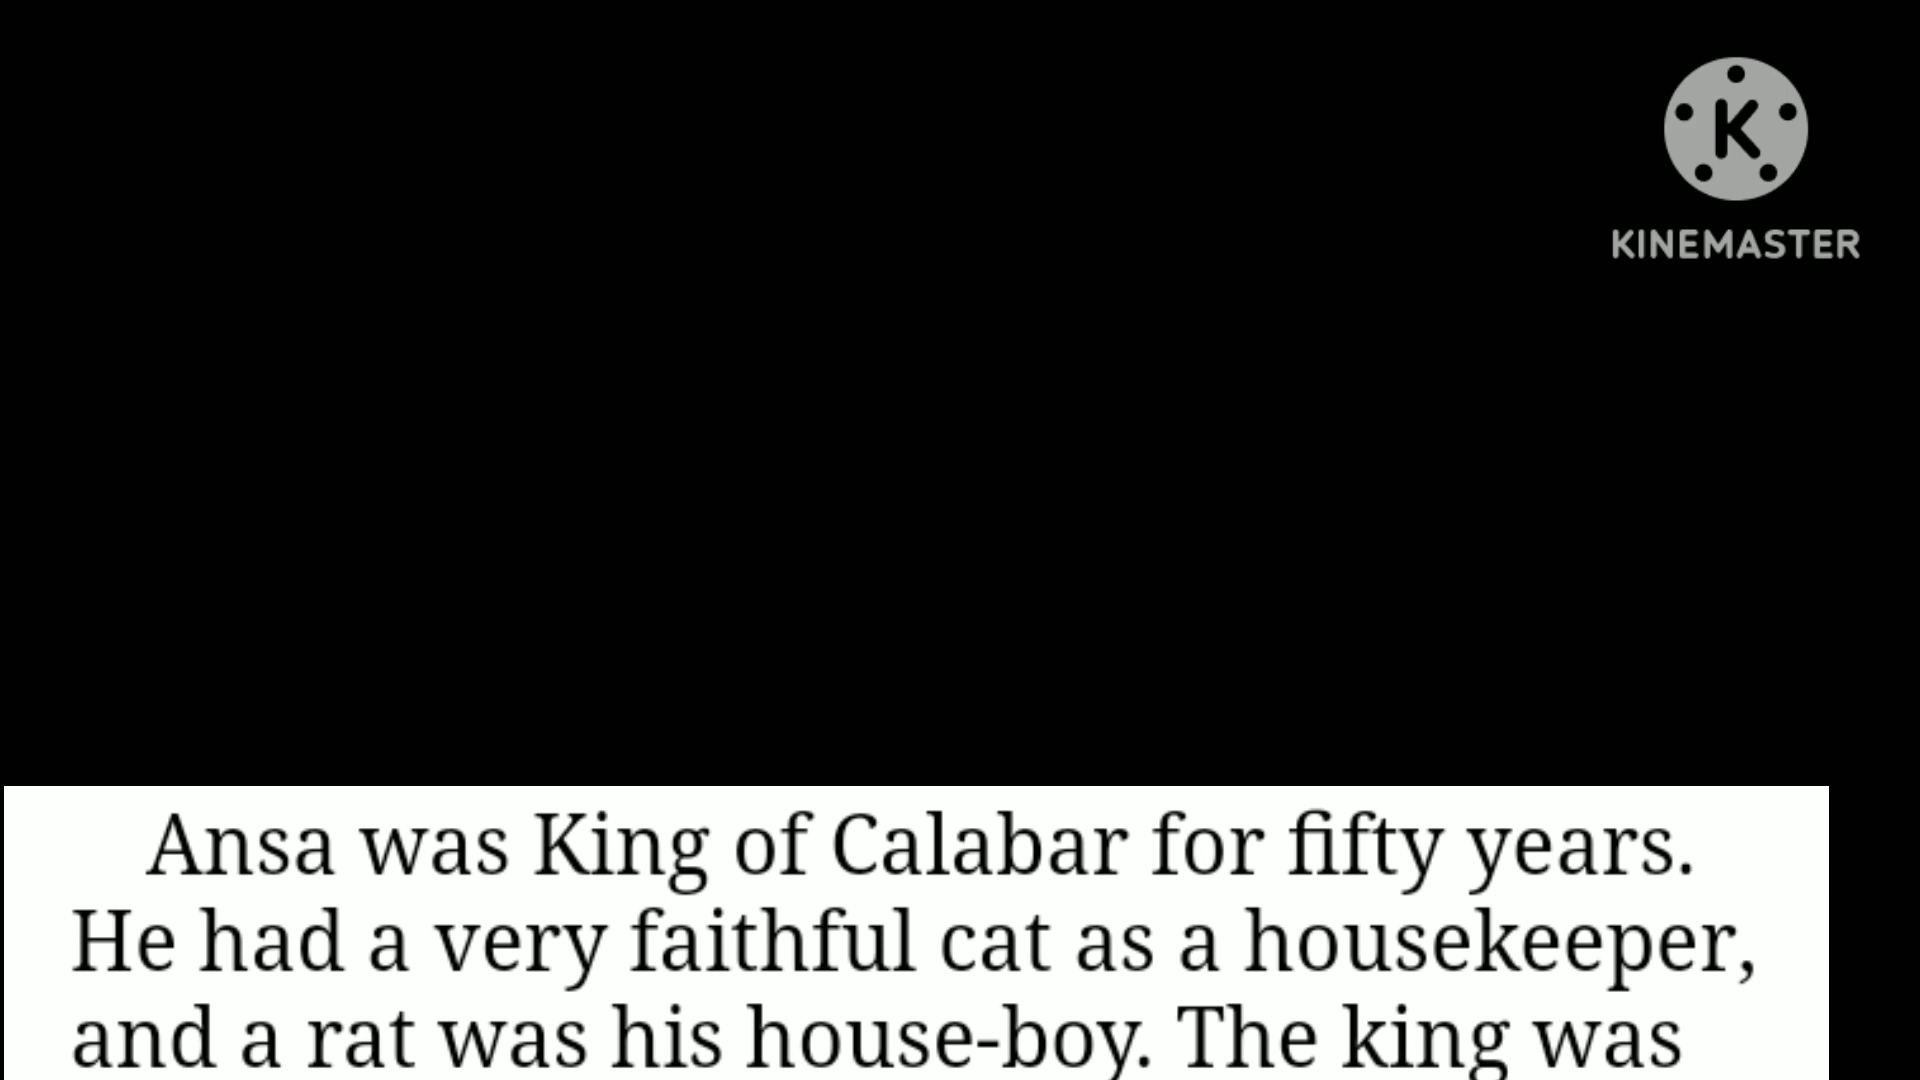 K
KINEMASTER
Ansa was King of Calabar for fifty years.
He had a very faithful cat as a housekeeper,
and a rat was his house-boy. The king was